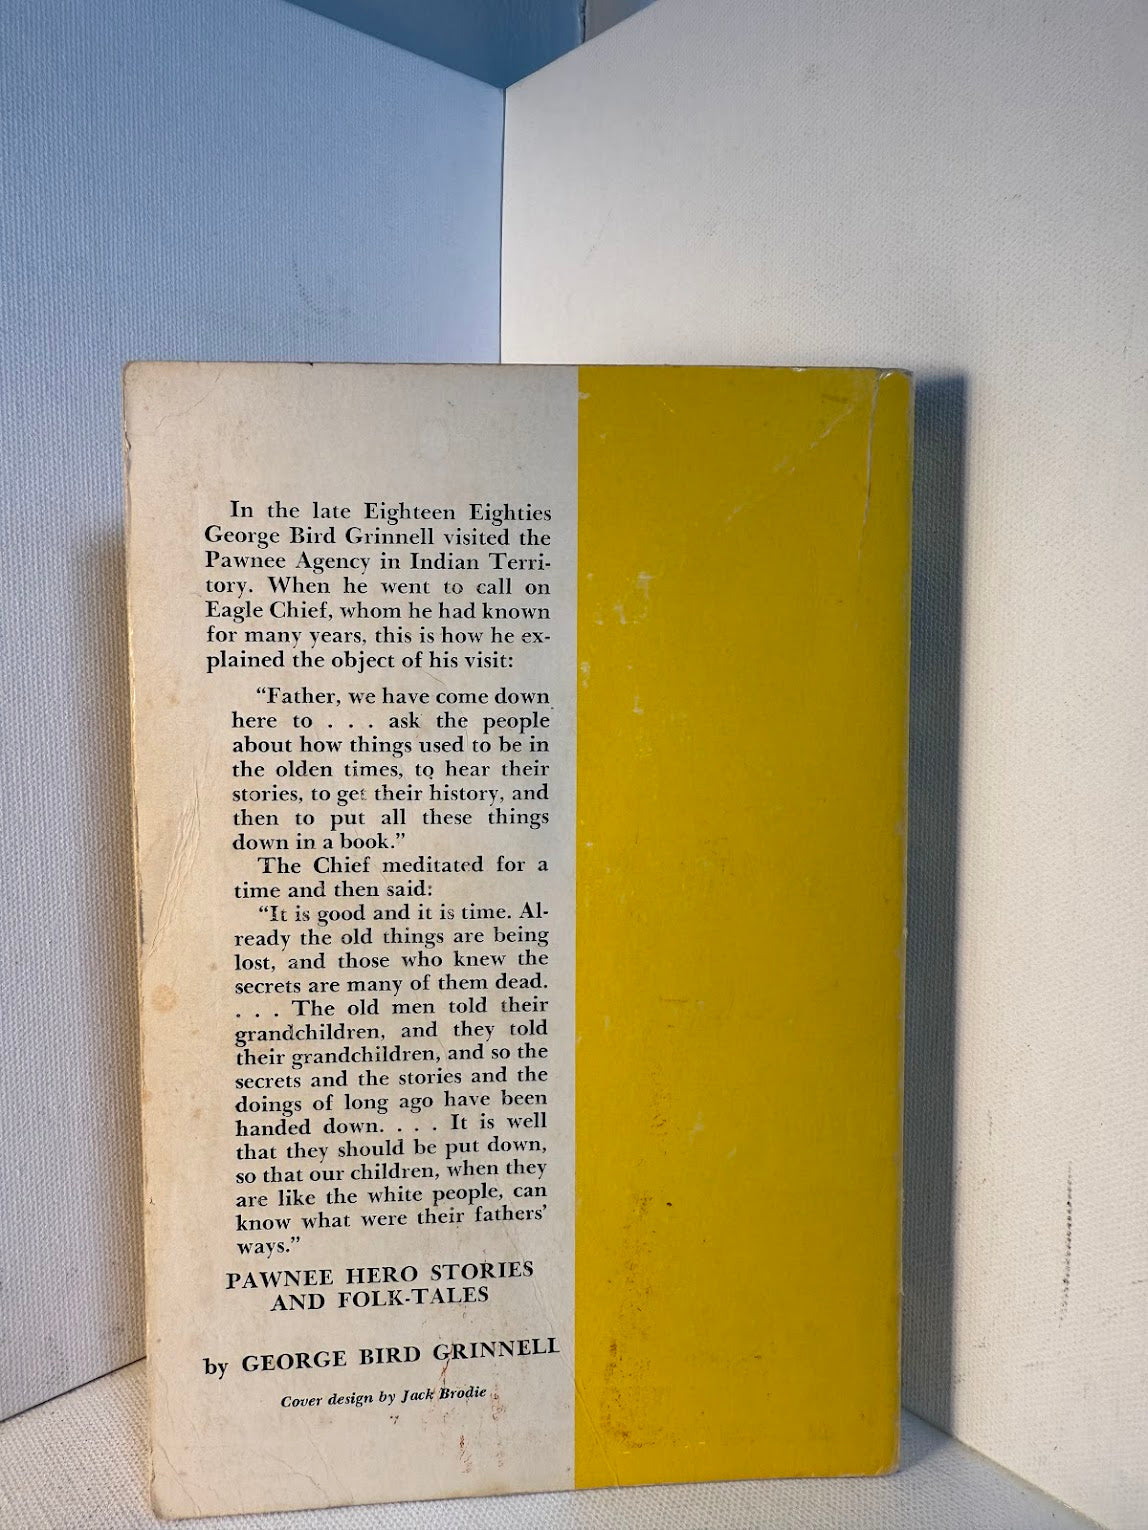 In the late Eighteen Eighties
George Bird Grinnell visited the
Pawnee Agency in Indian Terri-
tory. When he went to call on
Eagle Chief, whom he had known
for many years, this is how he ex-
plained the object of his visit:
“Father, we have come down
here to . . . ask the people
about how things used to be in
the olden times, to hear their
stories, to get their history, and
then to put all these things
down in a book.”
The Chief meditated for a
time and then said:
“It is good and it is time. Al-
ready the old things are being
lost, and those who knew the
secrets are many of them dead.
. . . The old men told their
grandchildren, and they told
their grandchildren, and so the
secrets and the stories and the
doings of long ago have been
handed down. . . . It is well
that they should be put down,
so that our children, when they
are like the white people, can
know what were their fathers’
ways.”
PAWNEE HERO STORIES
AND FOLK-TALES
by GEORGE BIRD GRINNELL
Cover design by Jack Brodie